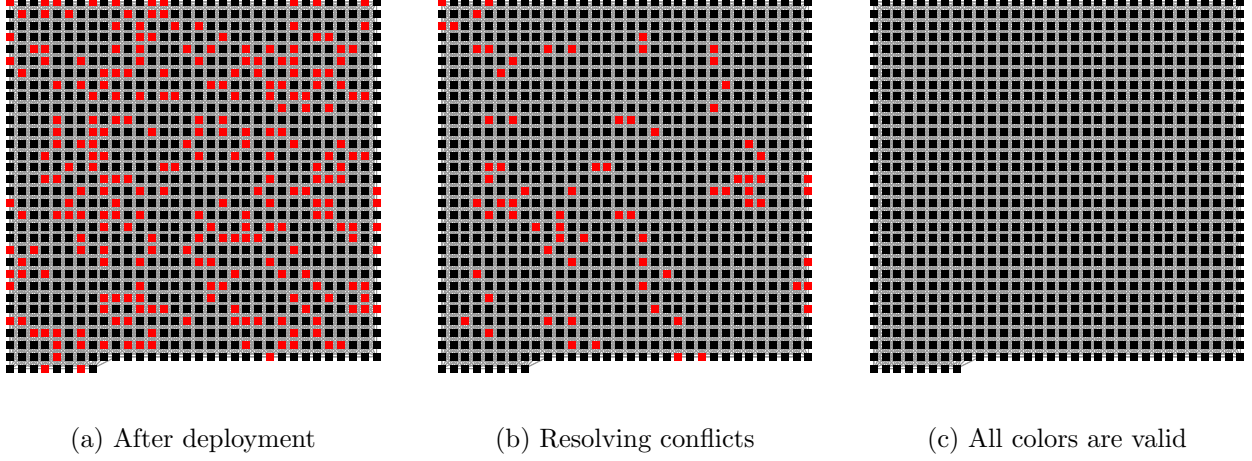 (a) After deployment
(b) Resolving conflicts
(c) All colors are valid